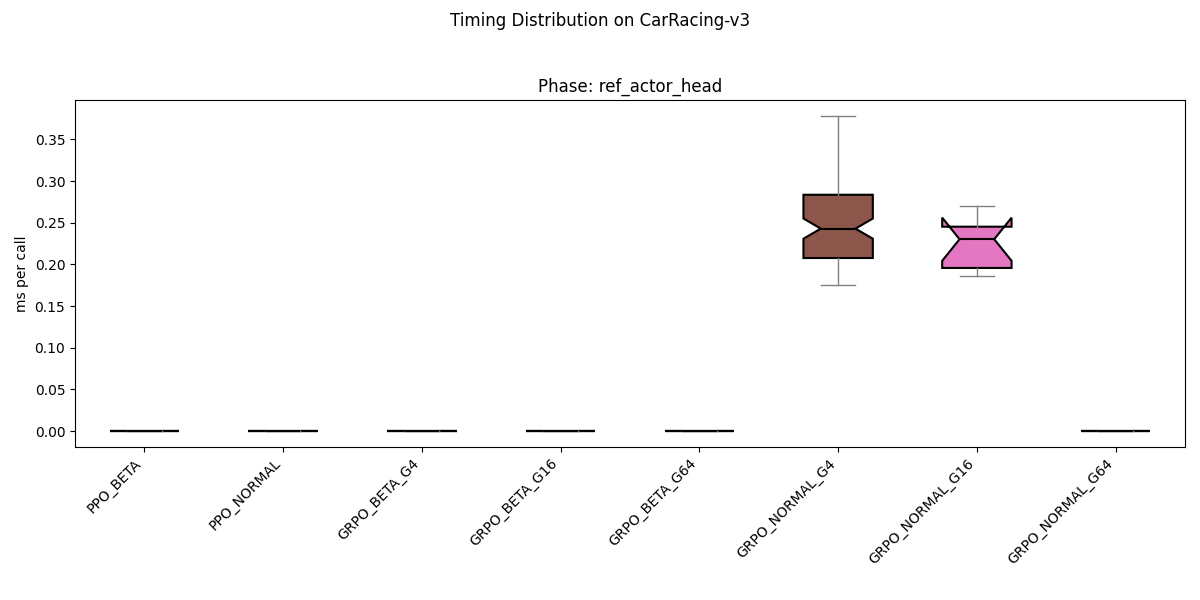 Timing Distribution on CarRacing-v3
Phase: ref_actor_head
ms per call
0.35
0.30
0.25
0.20
0.15
0.10
0.05
0.00
PPO_BETA
PPO_NORMAL
GRPO_BETA_G4
GRPO_BETA_G16
GRPO_BETA_G64
GRPO_NORMAL_G4
GRPO_NORMAL_G16
GRPO_NORMAL_G64